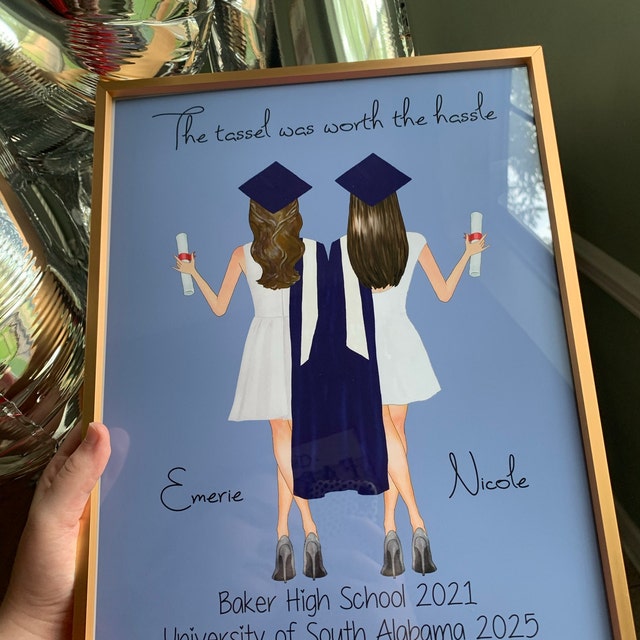 The tassel was worth the hassle
Emerie
Nicole
Baker High School 2021
University of South Alabama 2025